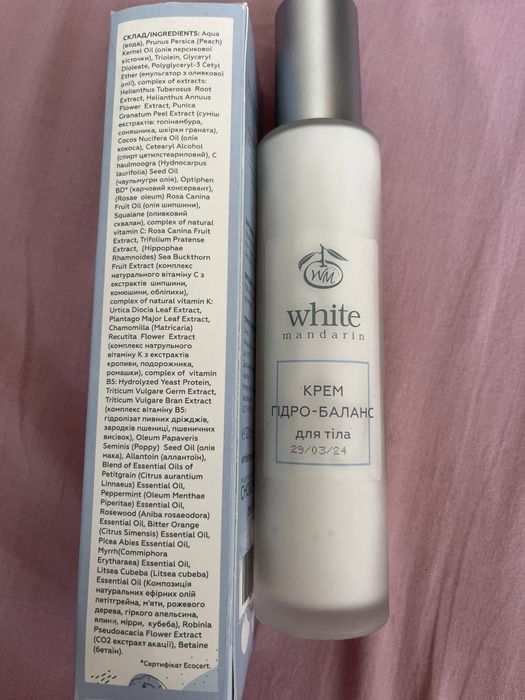 СКЛАД/INGREDIENTS: Aqua
(вода), Prunus Persica (Peach)
Kernel Oil (олія персикової
кісточки), Triolein, Glyceryl
Dioleate, Polyglyceryl-3 Cetyl
Ether (емульгатор з оливкової
олії), complex of extracts:
Helianthus Tuberosus Root
Extract, Helianthus Annuus
Flower Extract, Punica
Granatum Peel Extract (суміш
екстрактів: топінамбура,
соняшника, шкірки граната),
Cocos Nucifera Oil (олія
кокоса), Cetearyl Alcohol
(спирт цетилстеариловий), C
haulmoogra (Hydnocarpus
laurifolia) Seed Oil
(чаульмугри олія), Optiphen
BD* (харчовий консервант),
(Rosae oleum) Rosa Canina
Fruit Oil (олія шипшини),
Squalane (оливковий
сквалан), complex of natural
vitamin C: Rosa Canina Fruit
Extract, Trifolium Pratense
Extract, (Hippophae
Rhamnoides) Sea Buckthorn
Fruit Extract (комплекс
натурального вітаміну С з
екстрактів шипшини,
конюшини, обліпихи),
complex of natural vitamin K:
Urtica Diocia Leaf Extract,
Plantago Major Leaf Extract,
Chamomilla (Matricaria)
Recutita Flower Extract
(комплекс натрульного
вітаміну К з екстрактів
кропиви, подорожника,
ромашки), complex of vitamin
B5: Hydrolyzed Yeast Protein,
Triticum Vulgare Germ Extract,
Triticum Vulgare Bran Extract
(комплекс вітаміну В5:
гідролізат пивних дріжджів,
зародків пшениці, пшеничних
висівок), Oleum Papaveris
Seminis (Poppy) Seed Oil (олія
мака), Allantoin (аллантоїн),
Blend of Essential Oils of
Petitgrain (Citrus aurantium
Linnaeus) Essential Oil,
Peppermint (Oleum Menthae
Piperitae) Essential Oil,
Rosewood (Aniba rosaeodora)
Essential Oil, Bitter Orange
(Citrus Simensis) Essential Oil,
Picea Abies Essential Oil,
Myrrh(Commiphora
Erytharaea) Essential Oil,
Litsea Cubeba (Litsea cubeba)
Essential Oil (Композиція
натуральних ефірних олій
петітгрейна, м'яти, рожевого
дерева, гіркого апельсина,
ялини, мірри, кубеба), Robinia
Pseudoacacia Flower Extract
(CO2 екстракт акації), Betaine
(бетаїн).
*Сертифікат Ecocert.
WM
white
mandarin
КРЕМ
ГІДРО-БАЛАНС
для тіла
29/03/24